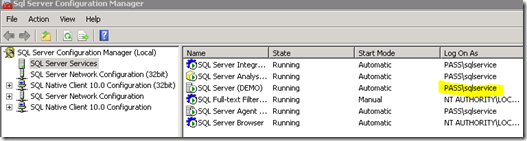 Sql Server Configuration Manager
File Action View Help
SQL Server Configuration Manager (Local)
SQL Server Services
SQL Server Network Configuration (32bit)
SQL Native Client 10.0 Configuration (32bit)
SQL Server Network Configuration
SQL Native Client 10.0 Configuration
Name State Start Mode Log On As
SQL Server Integr... Running Automatic PASS\sqlservice
SQL Server Analys... Running Automatic PASS\sqlservice
SQL Server (DEMO) Running Automatic PASS\sqlservice
SQL Full-text Filter... Running Manual NT AUTHORITY\LOC...
SQL Server Agent ... Running Automatic PASS\sqlservice
SQL Server Browser Running Automatic NT AUTHORITY\LOC...